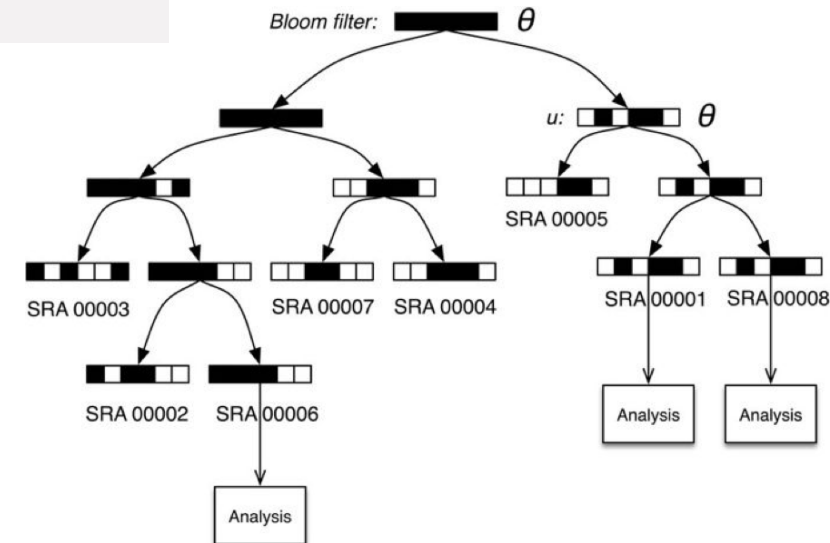 Bloom filter: θ
u: θ
SRA 00005
SRA 00003
SRA 00007
SRA 00004
SRA 00001
SRA 00008
SRA 00002
SRA 00006
Analysis
Analysis
Analysis